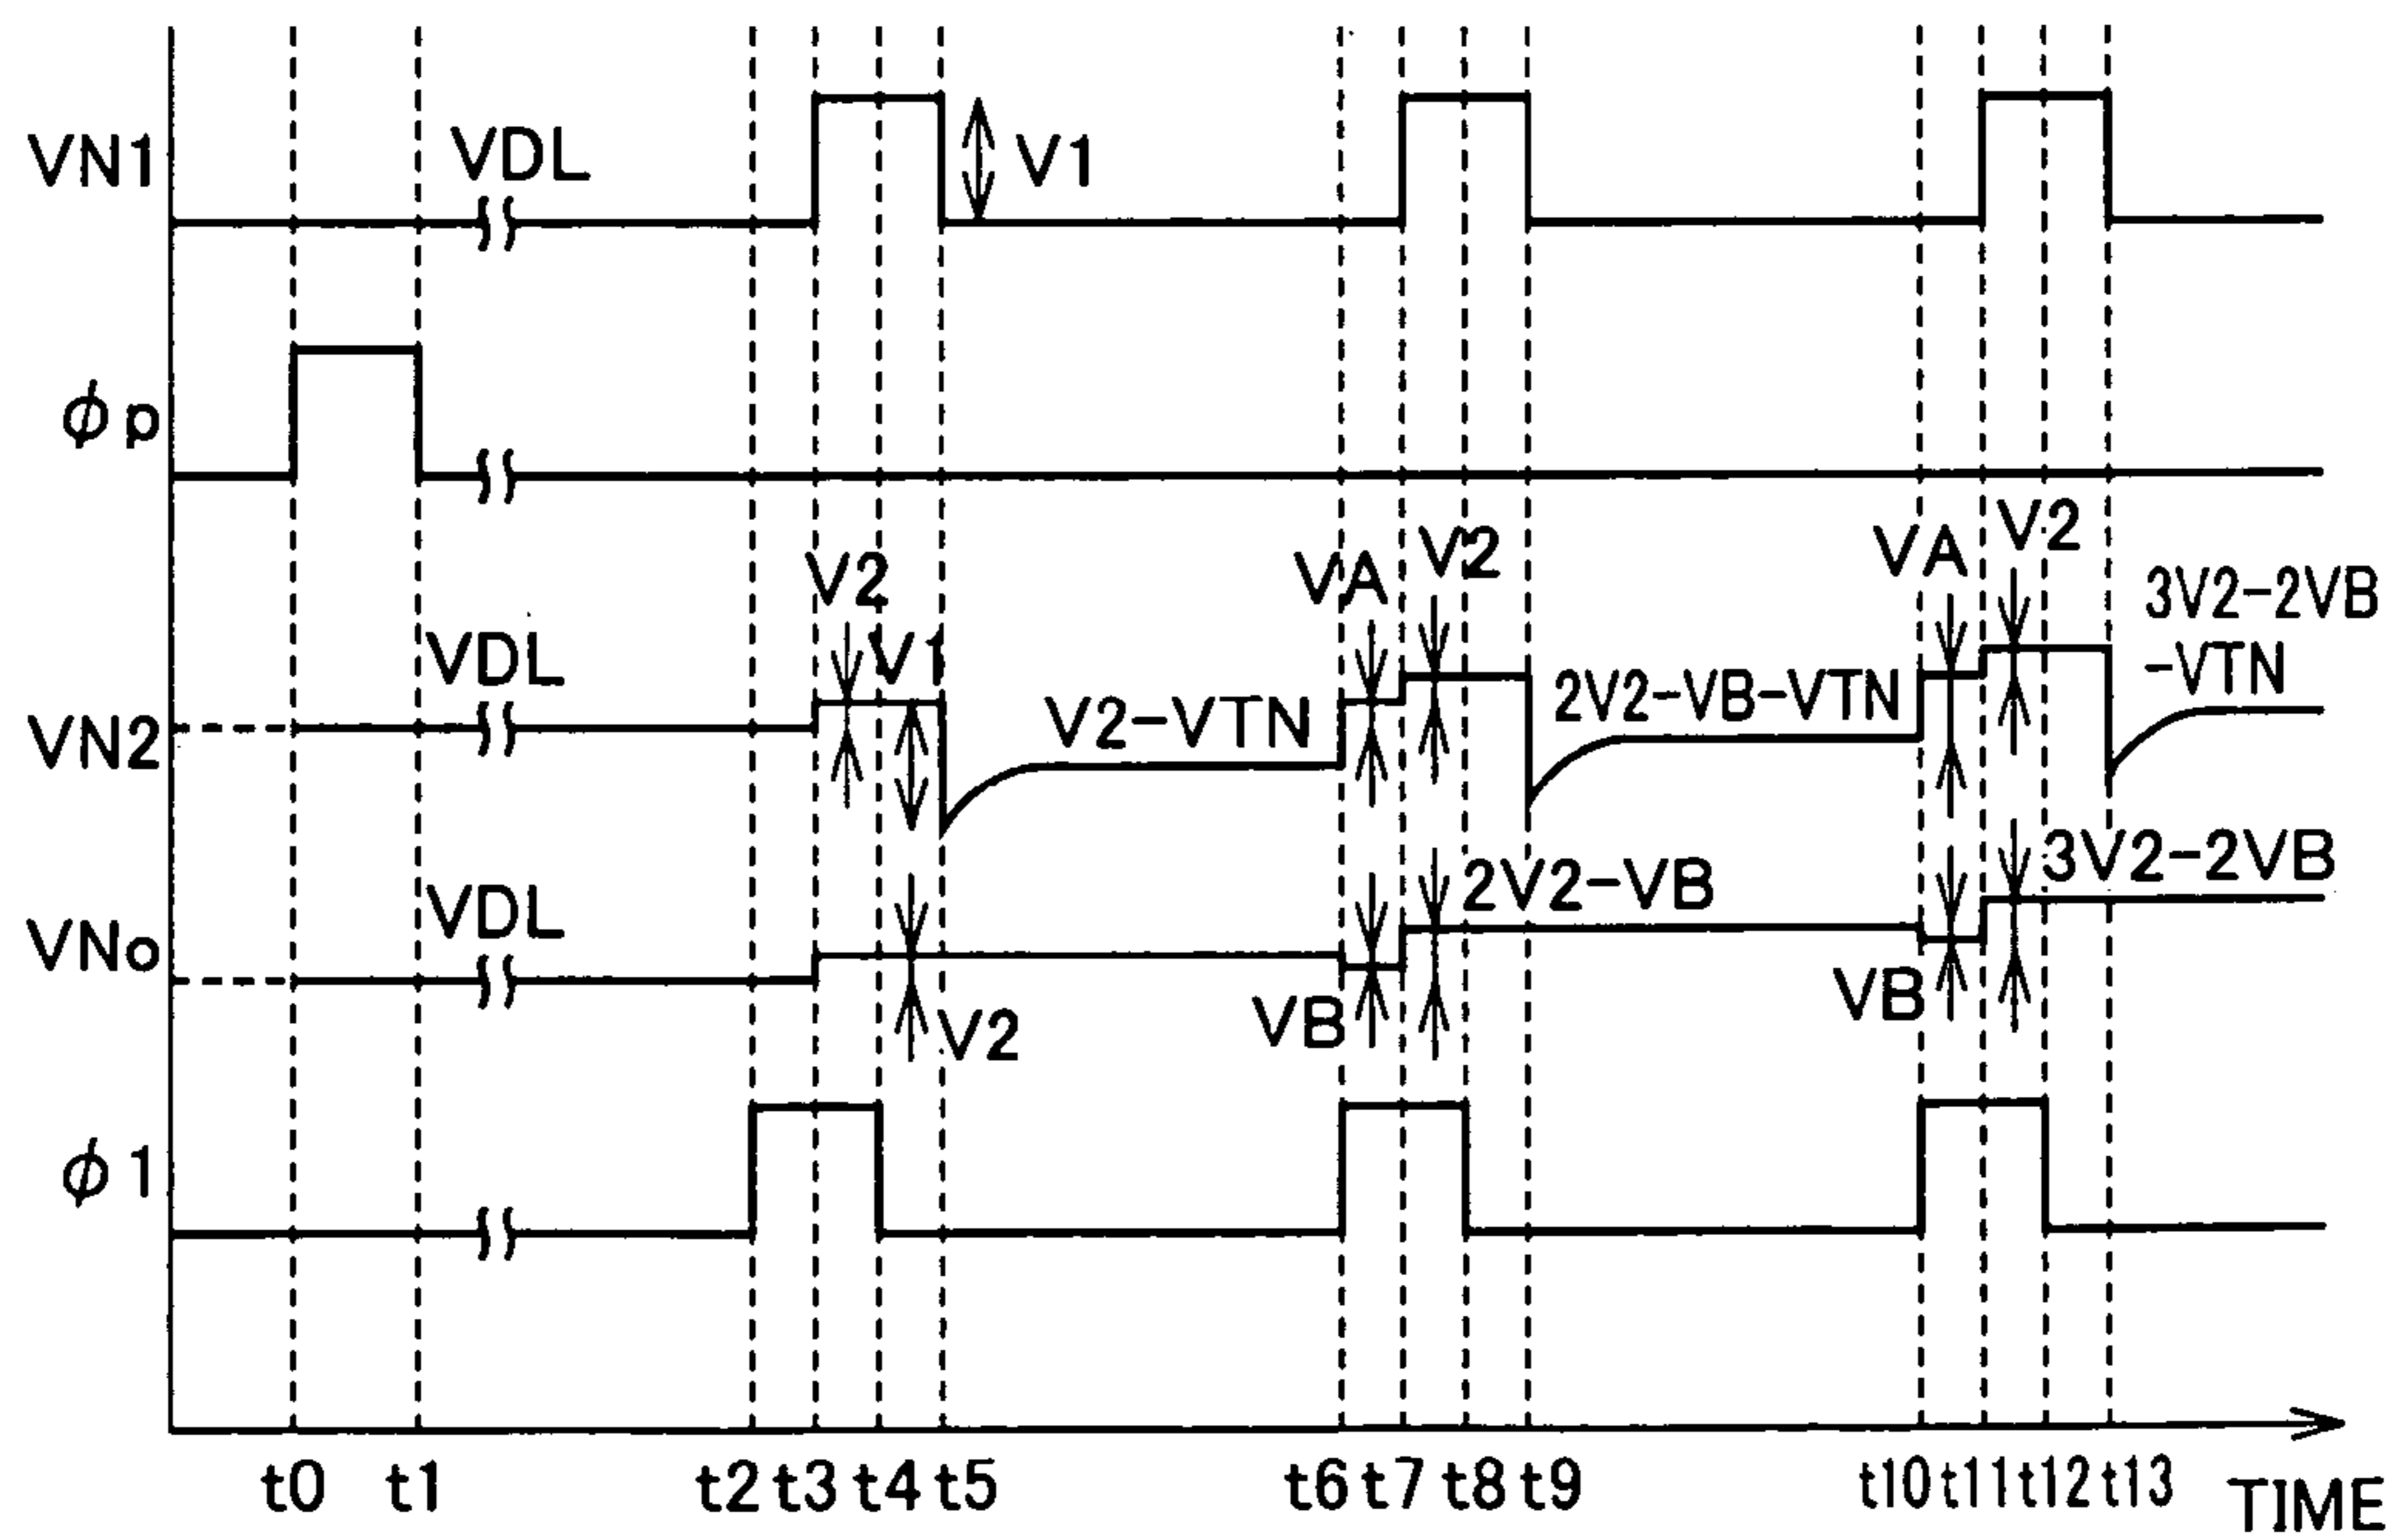 VN1
VDL
V1
φp
V2
VA
V2
VA
V2
3V2-2VB
-VTN
VN2
VDL
V1
V2-VTN
2V2-VB-VTN
VNo
VDL
V2
VB
2V2-VB
VB
3V2-2VB
φ1
t0 t1 t2 t3 t4 t5 t6 t7 t8 t9 t10 t11 t12 t13 TIME